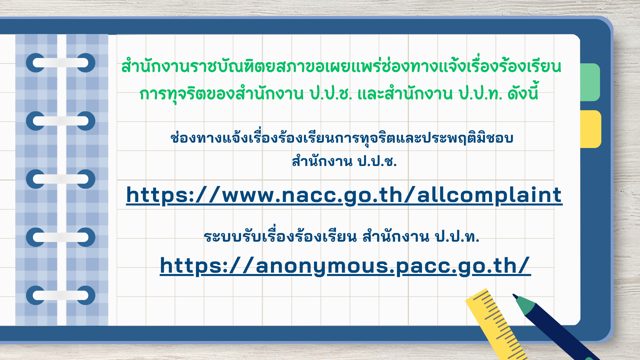 สำนักงานราชบัณฑิตยสภาขอเผยแพร่ช่องทางแจ้งเรื่องร้องเรียน
การทุจริตของสำนักงาน ป.ป.ช. และสำนักงาน ป.ป.ท. ดังนี้
ช่องทางแจ้งเรื่องร้องเรียนการทุจริตและประพฤติมิชอบ
สำนักงาน ป.ป.ช.
https://www.nacc.go.th/allcomplaint
ระบบรับเรื่องร้องเรียน สำนักงาน ป.ป.ท.
https://anonymous.pacc.go.th/